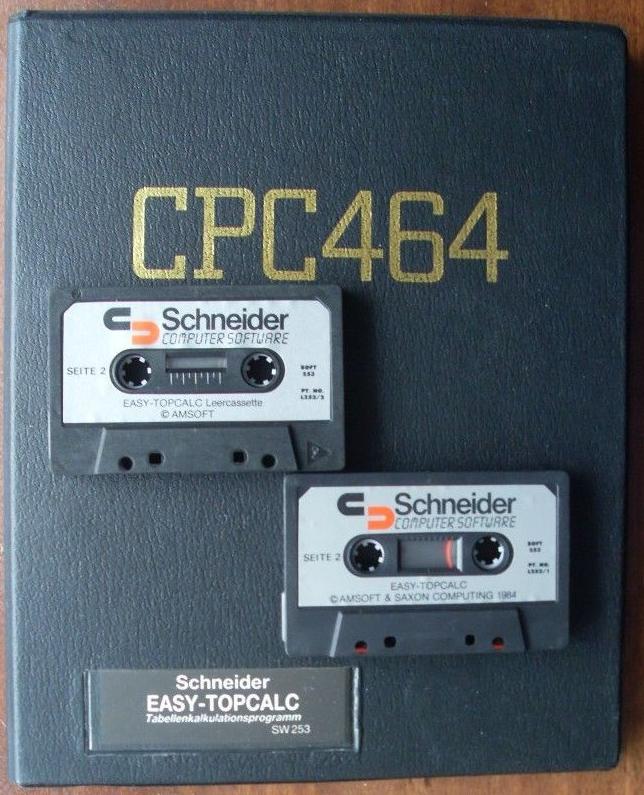 CPC464
Schneider
COMPUTER SOFTWARE
SEITE 2
SOFT
253
PT. NO.
L253/2
EASY-TOPCALC Leercassette
© AMSOFT
Schneider
COMPUTER SOFTWARE
SEITE 2
SOFT
253
PT. NO.
L253/1
EASY-TOPCALC
© AMSOFT & SAXON COMPUTING 1984
Schneider
EASY-TOPCALC
Tabellenkalkulationsprogramm
SW 253